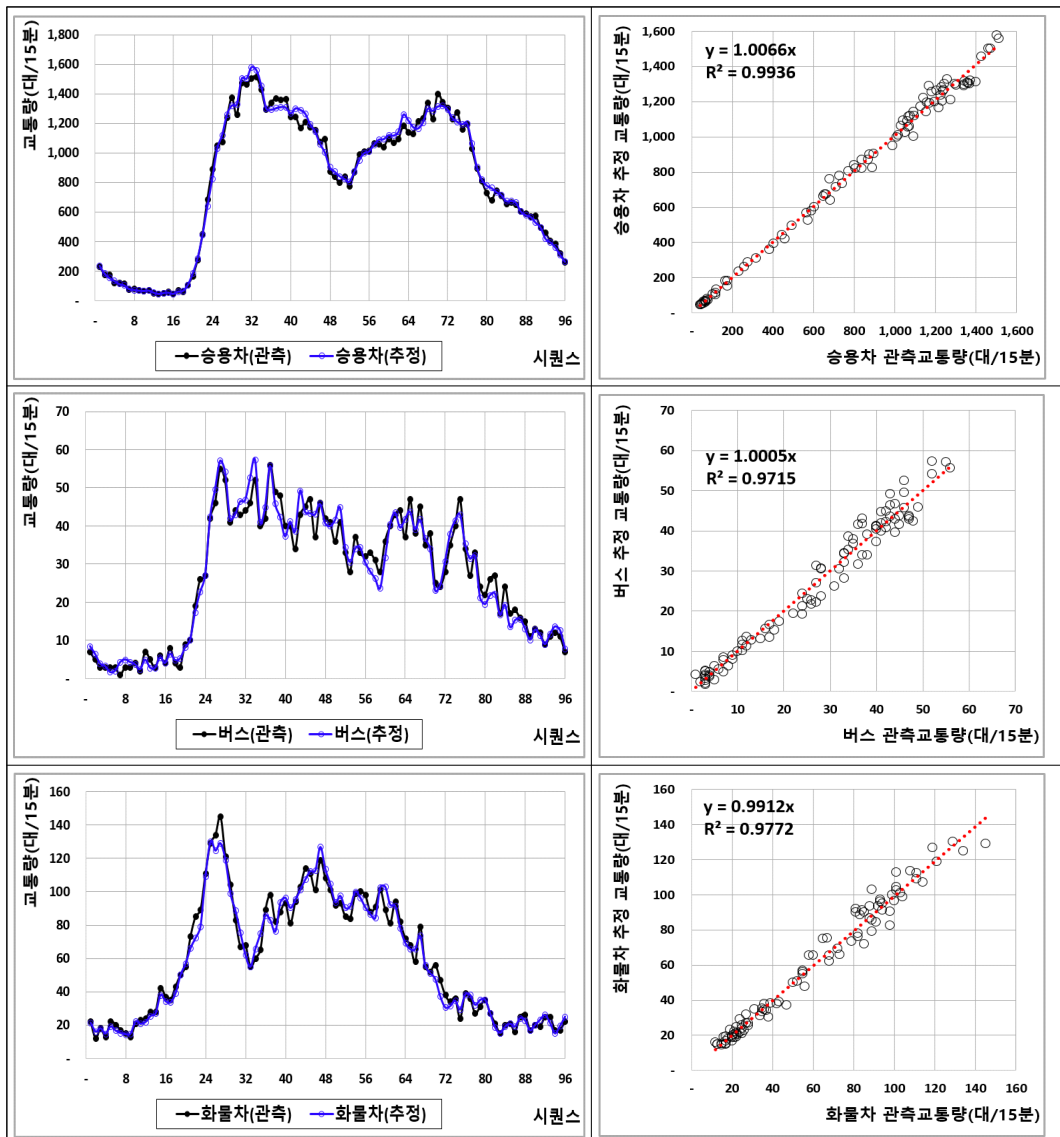 교통량(대/15분)
1,800
1,600
1,400
1,200
1,000
800
600
400
200
-
- 8 16 24 32 40 48 56 64 72 80 88 96
승용차(관측) 승용차(추정)
시퀀스
승용차 추정 교통량(대/15분)
y = 1.0066x
R² = 0.9936
1,600
1,400
1,200
1,000
800
600
400
200
-
- 200 400 600 800 1,000 1,200 1,400 1,600
승용차 관측교통량(대/15분)
교통량(대/15분)
70
60
50
40
30
20
10
-
- 8 16 24 32 40 48 56 64 72 80 88 96
버스(관측) 버스(추정)
시퀀스
버스 추정 교통량(대/15분)
y = 1.0005x
R² = 0.9715
70
60
50
40
30
20
10
-
- 10 20 30 40 50 60 70
버스 관측교통량(대/15분)
교통량(대/15분)
160
140
120
100
80
60
40
20
-
- 8 16 24 32 40 48 56 64 72 80 88 96
화물차(관측) 화물차(추정)
시퀀스
화물차 추정 교통량(대/15분)
y = 0.9912x
R² = 0.9772
160
140
120
100
80
60
40
20
-
- 20 40 60 80 100 120 140 160
화물차 관측교통량(대/15분)